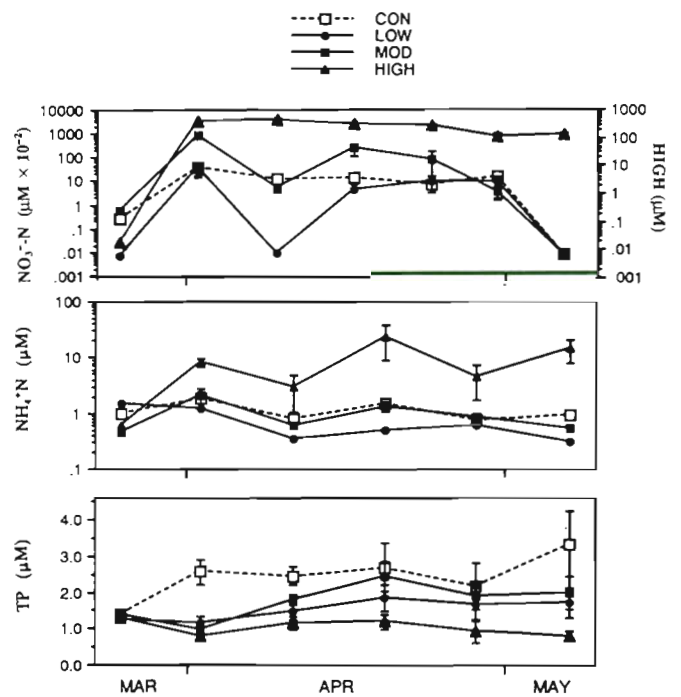 CON
LOW
MOD
HIGH
NO₃⁻-N (μM × 10⁻²)
10000
1000
100
10
1
.1
.01
.001
HIGH (μM)
1000
100
10
1
.1
.01
001
NH₄⁺N (μM)
100
10
1
.1
TP (μM)
4.0
3.0
2.0
1.0
0.0
MAR APR MAY